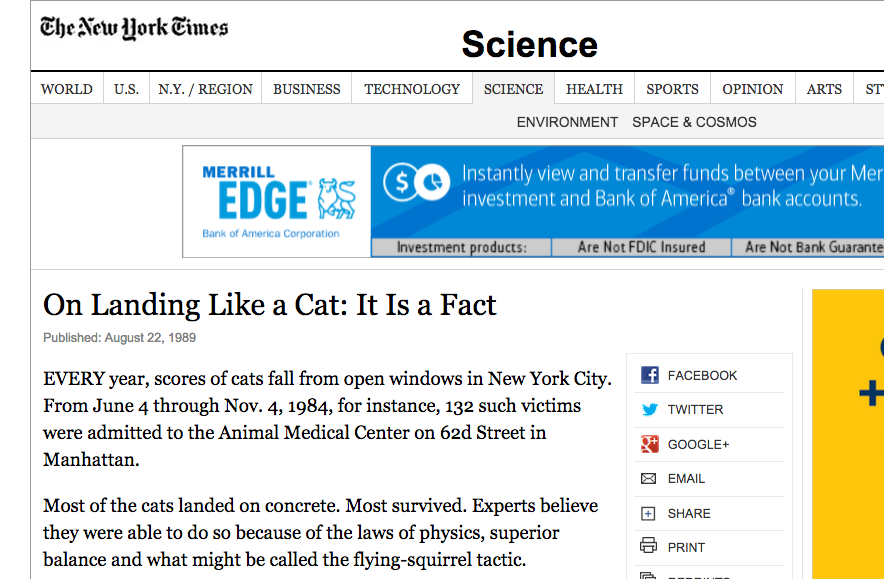 The New York Times
Science
WORLD U.S. N.Y. / REGION BUSINESS TECHNOLOGY SCIENCE HEALTH SPORTS OPINION ARTS
ENVIRONMENT SPACE & COSMOS
MERRILL
EDGE®
Bank of America Corporation
$
Instantly view and transfer funds between your Mer
investment and Bank of America® bank accounts.
Investment products: Are Not FDIC Insured Are Not Bank Guarante
On Landing Like a Cat: It Is a Fact
Published: August 22, 1989
EVERY year, scores of cats fall from open windows in New York City.
From June 4 through Nov. 4, 1984, for instance, 132 such victims
were admitted to the Animal Medical Center on 62d Street in
Manhattan.
Most of the cats landed on concrete. Most survived. Experts believe
they were able to do so because of the laws of physics, superior
balance and what might be called the flying-squirrel tactic.
FACEBOOK
TWITTER
GOOGLE+
EMAIL
SHARE
PRINT